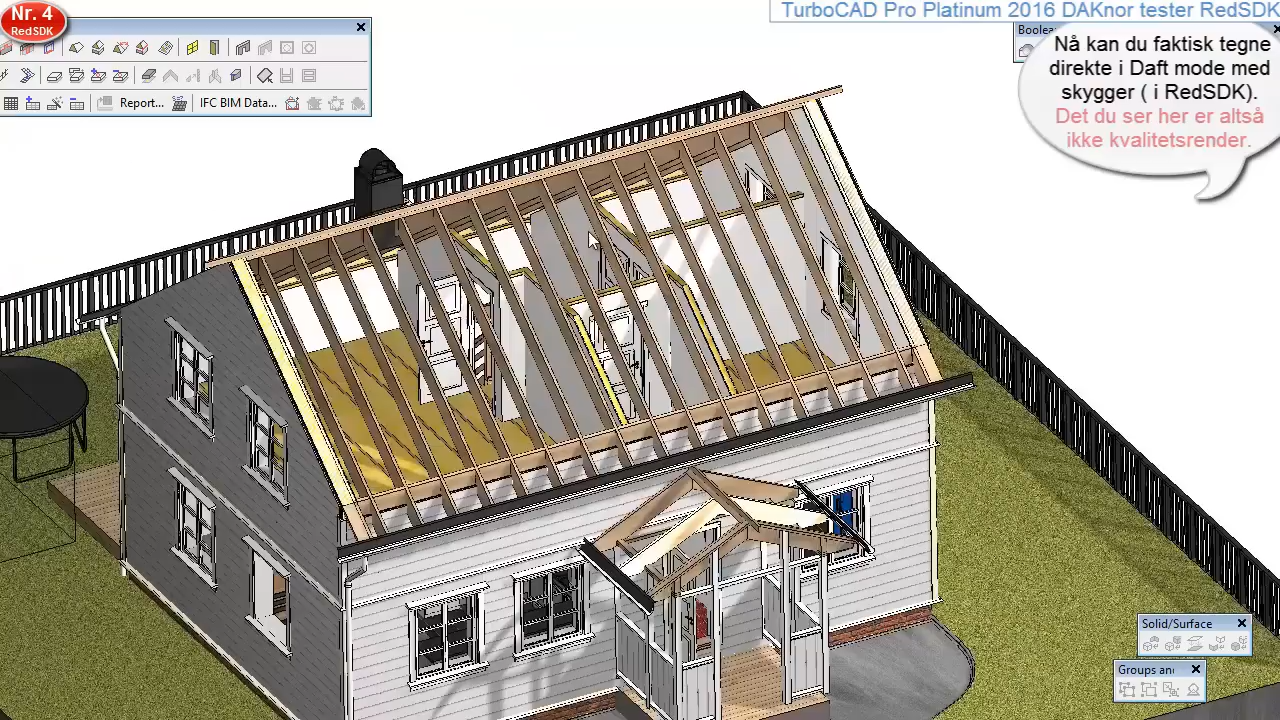 Nr. 4
RedSDK
TurboCAD Pro Platinum 2016 DAKnor tester RedSDK
Boolea
Nå kan du faktisk tegne
direkte i Daft mode med
skygger ( i RedSDK).
Det du ser her er altså
ikke kvalitetsrender.
Report...
IFC BIM Data...
Solid/Surface
Groups an